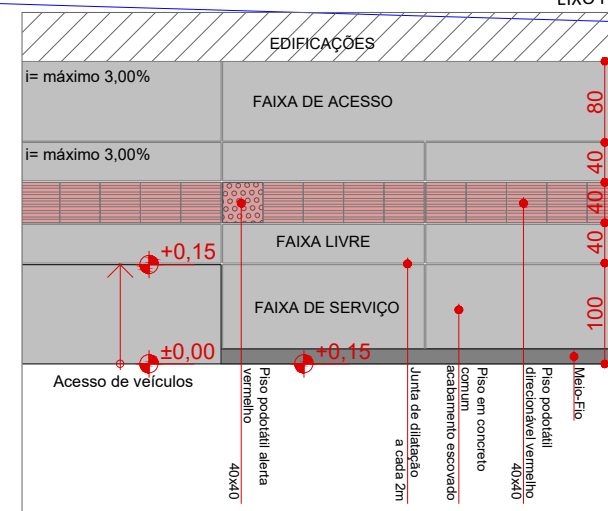 EDIFICAÇÕES
i= máximo 3,00%
FAIXA DE ACESSO
80
i= máximo 3,00%
40
40
FAIXA LIVRE
40
+0,15
FAIXA DE SERVIÇO
100
±0,00
+0,15
Acesso de veículos
Piso podotátil alerta
vermelho
40x40
Junta de dilatação
a cada 2m
Piso em concreto
comum
acabamento escovado
Piso podotátil
direcionável vermelho
40x40
Meio-Fio